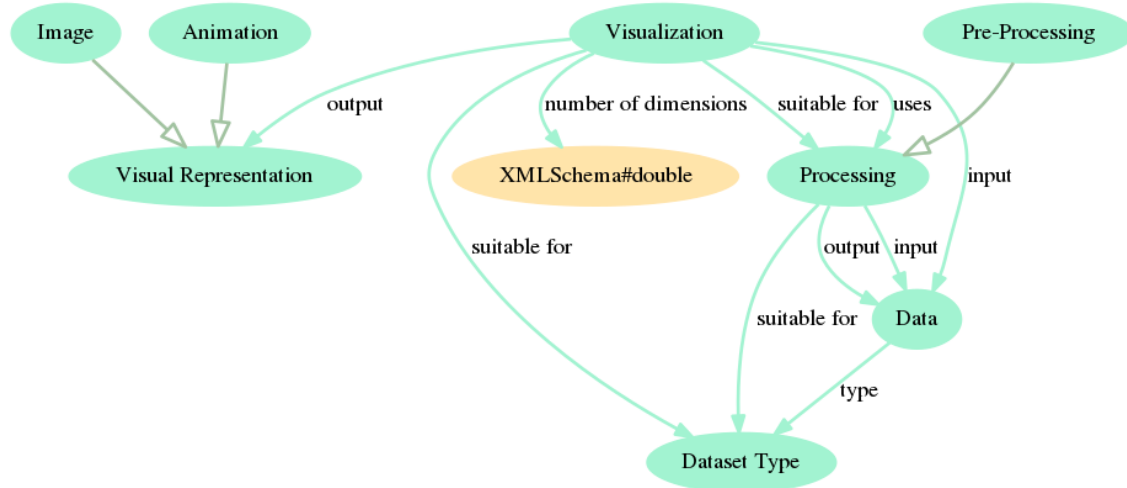 Image
Animation
Visualization
Pre-Processing
output
number of dimensions
suitable for
uses
Visual Representation
XMLSchema#double
Processing
input
suitable for
output
input
suitable for
Data
type
Dataset Type